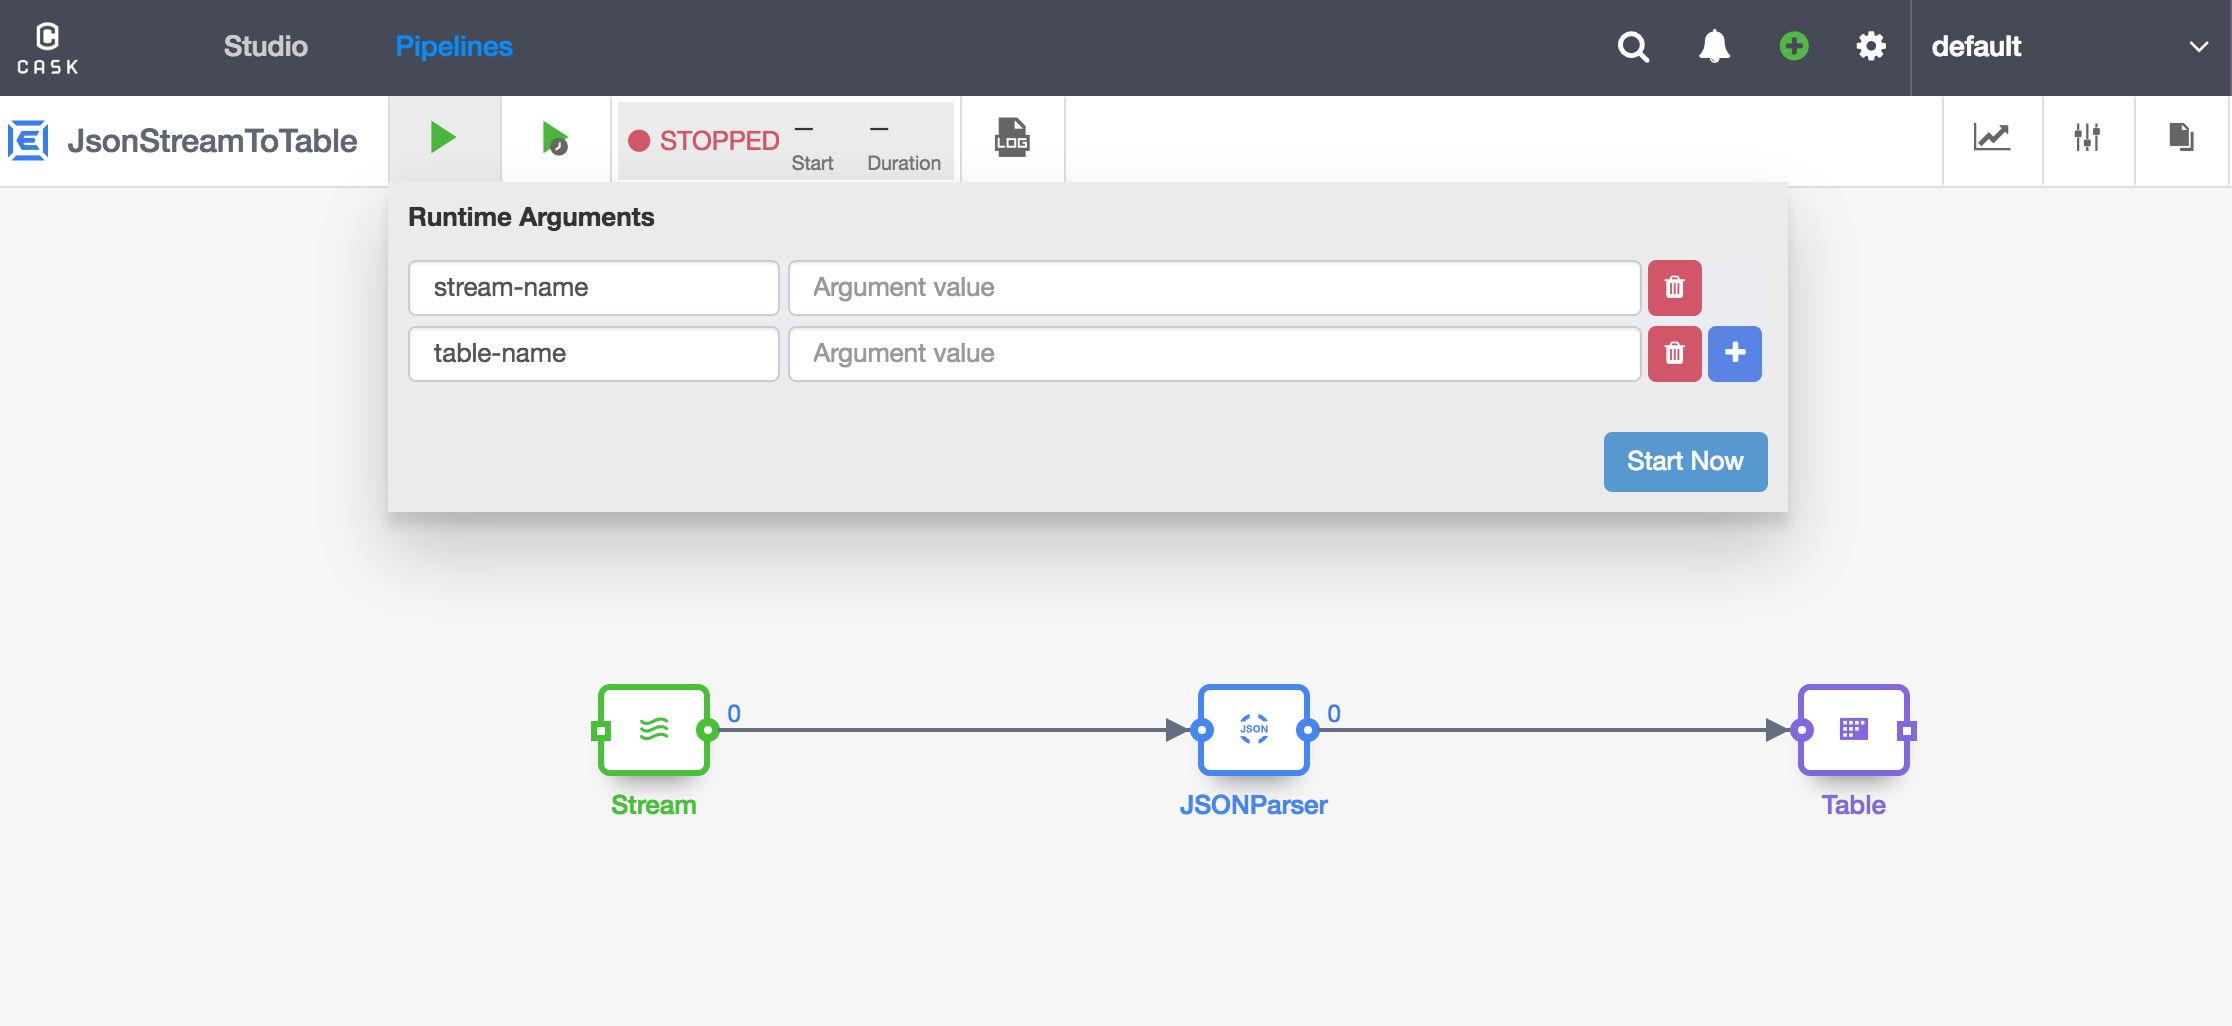 CASK
Studio
Pipelines
default
JsonStreamToTable
STOPPED
–
Start
–
Duration
LOG
Runtime Arguments
stream-name
Argument value
table-name
Argument value
Start Now
0
0
JSON
Stream
JSONParser
Table